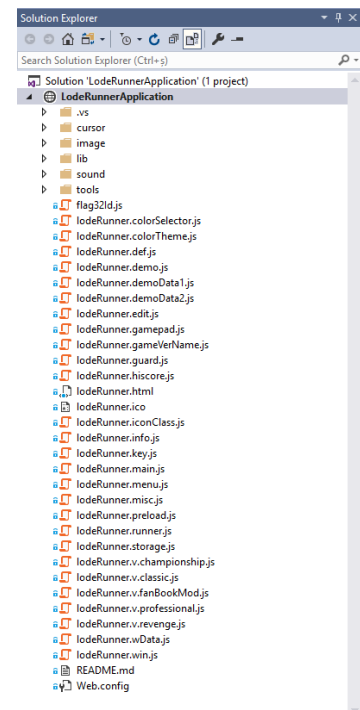 Solution Explorer
Search Solution Explorer (Ctrl+ş)
Solution 'LodeRunnerApplication' (1 project)
LodeRunnerApplication
.vs
cursor
image
lib
sound
tools
flag32ld.js
lodeRunner.colorSelector.js
lodeRunner.colorTheme.js
lodeRunner.def.js
lodeRunner.demo.js
lodeRunner.demoData1.js
lodeRunner.demoData2.js
lodeRunner.edit.js
lodeRunner.gamepad.js
lodeRunner.gameVerName.js
lodeRunner.guard.js
lodeRunner.hiscore.js
lodeRunner.html
lodeRunner.ico
lodeRunner.iconClass.js
lodeRunner.info.js
lodeRunner.key.js
lodeRunner.main.js
lodeRunner.menu.js
lodeRunner.misc.js
lodeRunner.preload.js
lodeRunner.runner.js
lodeRunner.storage.js
lodeRunner.v.championship.js
lodeRunner.v.classic.js
lodeRunner.v.fanBookMod.js
lodeRunner.v.professional.js
lodeRunner.v.revenge.js
lodeRunner.wData.js
lodeRunner.win.js
README.md
Web.config